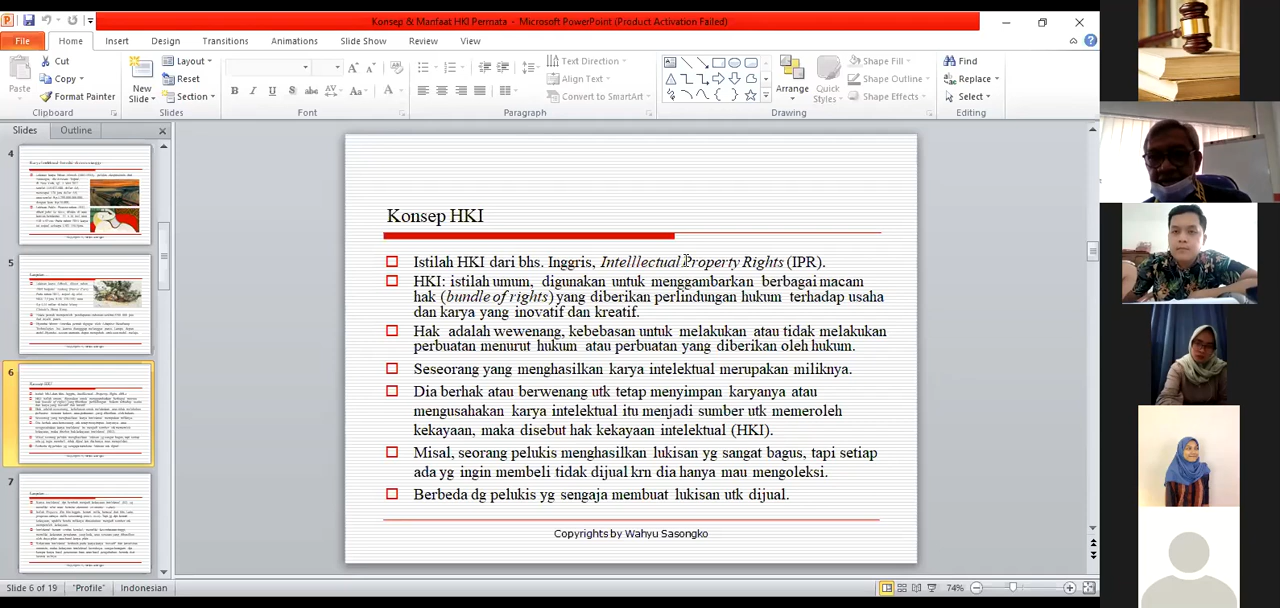 Konsep & Manfaat HKI Permata - Microsoft PowerPoint (Product Activation Failed)
File Home Insert Design Transitions Animations Slide Show Review View
Paste
Cut
Copy
Format Painter
Clipboard
New Slide
Layout
Reset
Section
Slides
B I U S abc AV Aa A
Font
Text Direction
Align Text
Convert to SmartArt
Paragraph
Arrange
Quick Styles
Shape Fill
Shape Outline
Shape Effects
Drawing
Find
Replace
Select
Editing
Slides Outline
4
5
6
7
Konsep HKI
Istilah HKI dari bhs. Inggris, Intelllectual Property Rights (IPR).
HKI: istilah umum, digunakan untuk menggambarkan berbagai macam
hak (bundle of rights) yang diberikan perlindungan hukum terhadap usaha
dan karya yang inovatif dan kreatif.
Hak adalah wewenang, kebebasan untuk melakukan atau tidak melakukan
perbuatan menurut hukum atau perbuatan yang diberikan oleh hukum.
Seseorang yang menghasilkan karya intelektual merupakan miliknya.
Dia berhak atau berwenang utk tetap menyimpan karyanya atau
mengusahakan karya intelektual itu menjadi sumber utk memeroleh
kekayaan, maka disebut hak kekayaan intelektual (HKI).
Misal, seorang pelukis menghasilkan lukisan yg sangat bagus, tapi setiap
ada yg ingin membeli tidak dijual krn dia hanya mau mengoleksi.
Berbeda dg pelukis yg sengaja membuat lukisan utk dijual.
Copyrights by Wahyu Sasongko
Slide 6 of 19 "Profile" Indonesian 74%